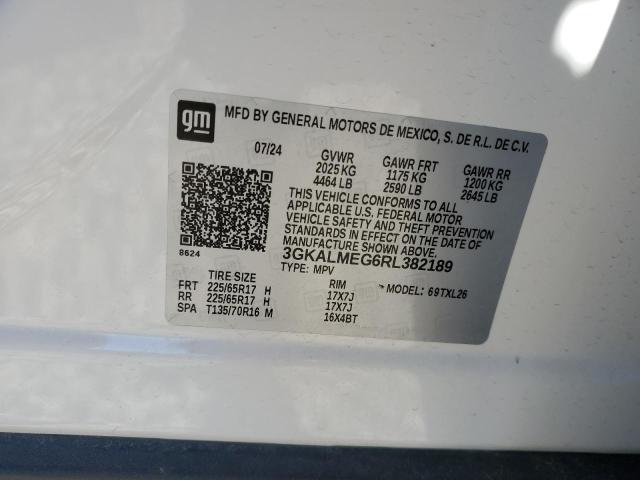 gm
MFD BY GENERAL MOTORS DE MEXICO, S. DE R.L. DE C.V.
07/24 GVWR GAWR FRT GAWR RR
2025 KG 1175 KG 1200 KG
4464 LB 2590 LB 2645 LB
THIS VEHICLE CONFORMS TO ALL
APPLICABLE U.S. FEDERAL MOTOR
VEHICLE SAFETY AND THEFT PREVENTION
STANDARDS IN EFFECT ON THE DATE OF
MANUFACTURE SHOWN ABOVE.
8624 3GKALMEG6RL382189
TYPE: MPV MODEL: 69TXL26
TIRE SIZE RIM
FRT 225/65R17 H 17X7J
RR 225/65R17 H 17X7J
SPA T135/70R16 M 16X4BT